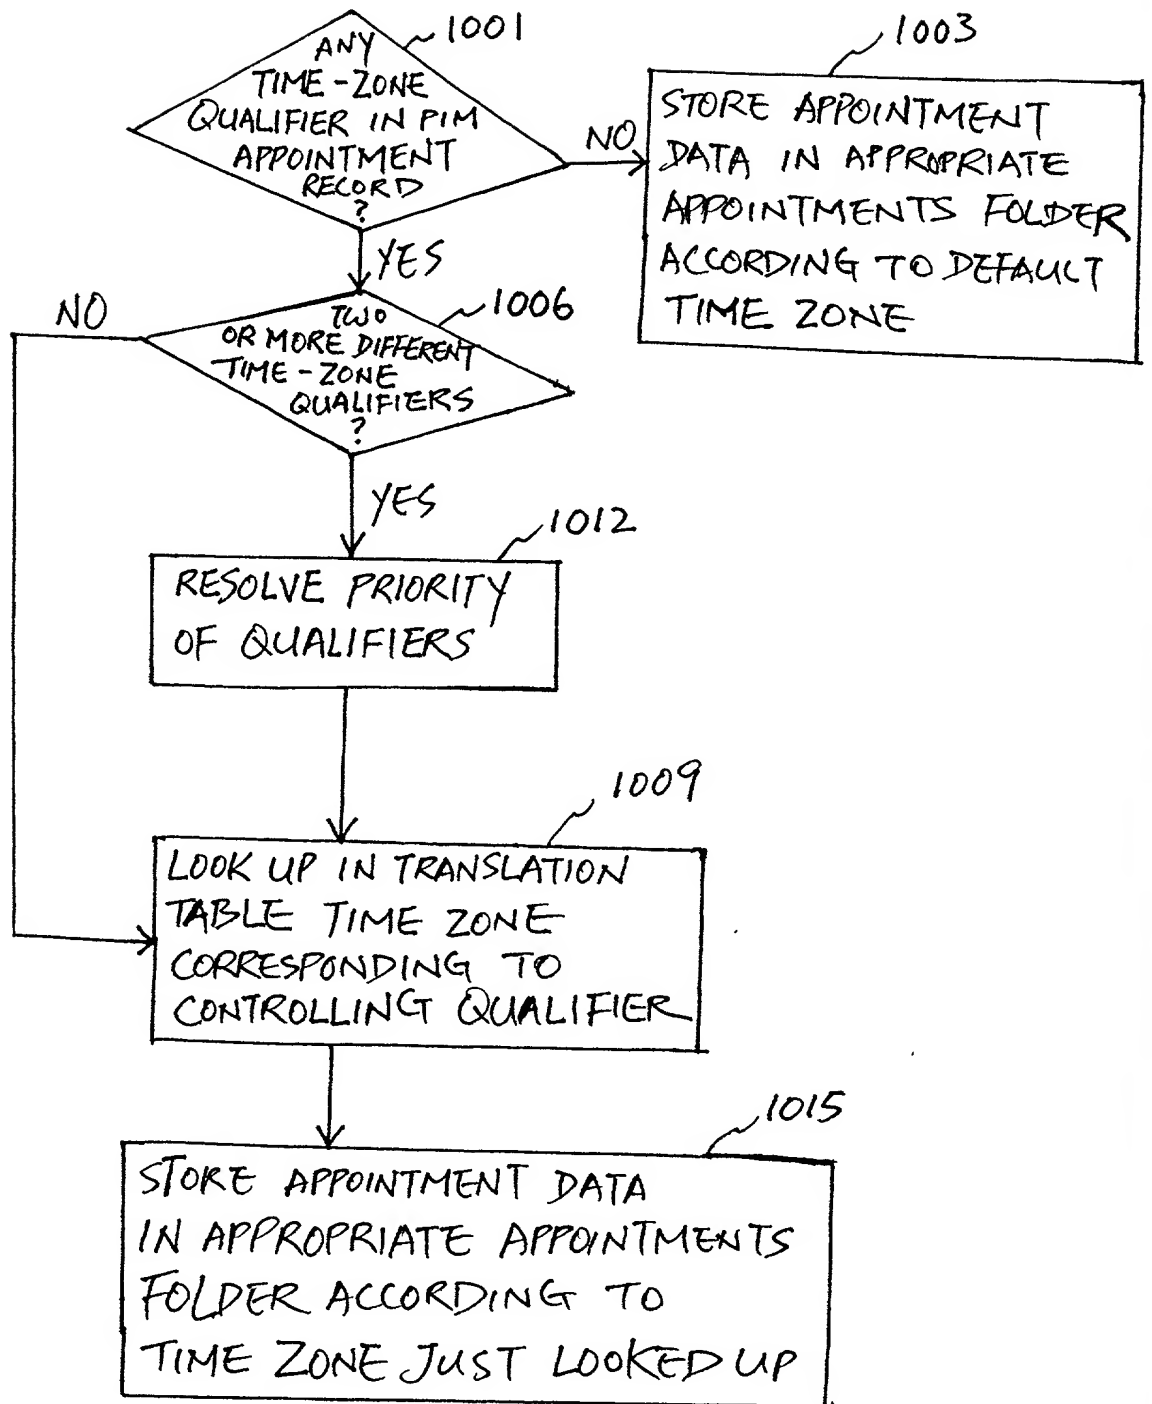 1001
ANY
TIME-ZONE
QUALIFIER IN PIM
APPOINTMENT
RECORD
?
NO
1003
STORE APPOINTMENT
DATA IN APPROPRIATE
APPOINTMENTS FOLDER
ACCORDING TO DEFAULT
TIME ZONE
YES
NO
1006
TWO
OR MORE DIFFERENT
TIME-ZONE
QUALIFIERS
?
YES
1012
RESOLVE PRIORITY
OF QUALIFIERS
1009
LOOK UP IN TRANSLATION
TABLE TIME ZONE
CORRESPONDING TO
CONTROLLING QUALIFIER
1015
STORE APPOINTMENT DATA
IN APPROPRIATE APPOINTMENTS
FOLDER ACCORDING TO
TIME ZONE JUST LOOKED UP